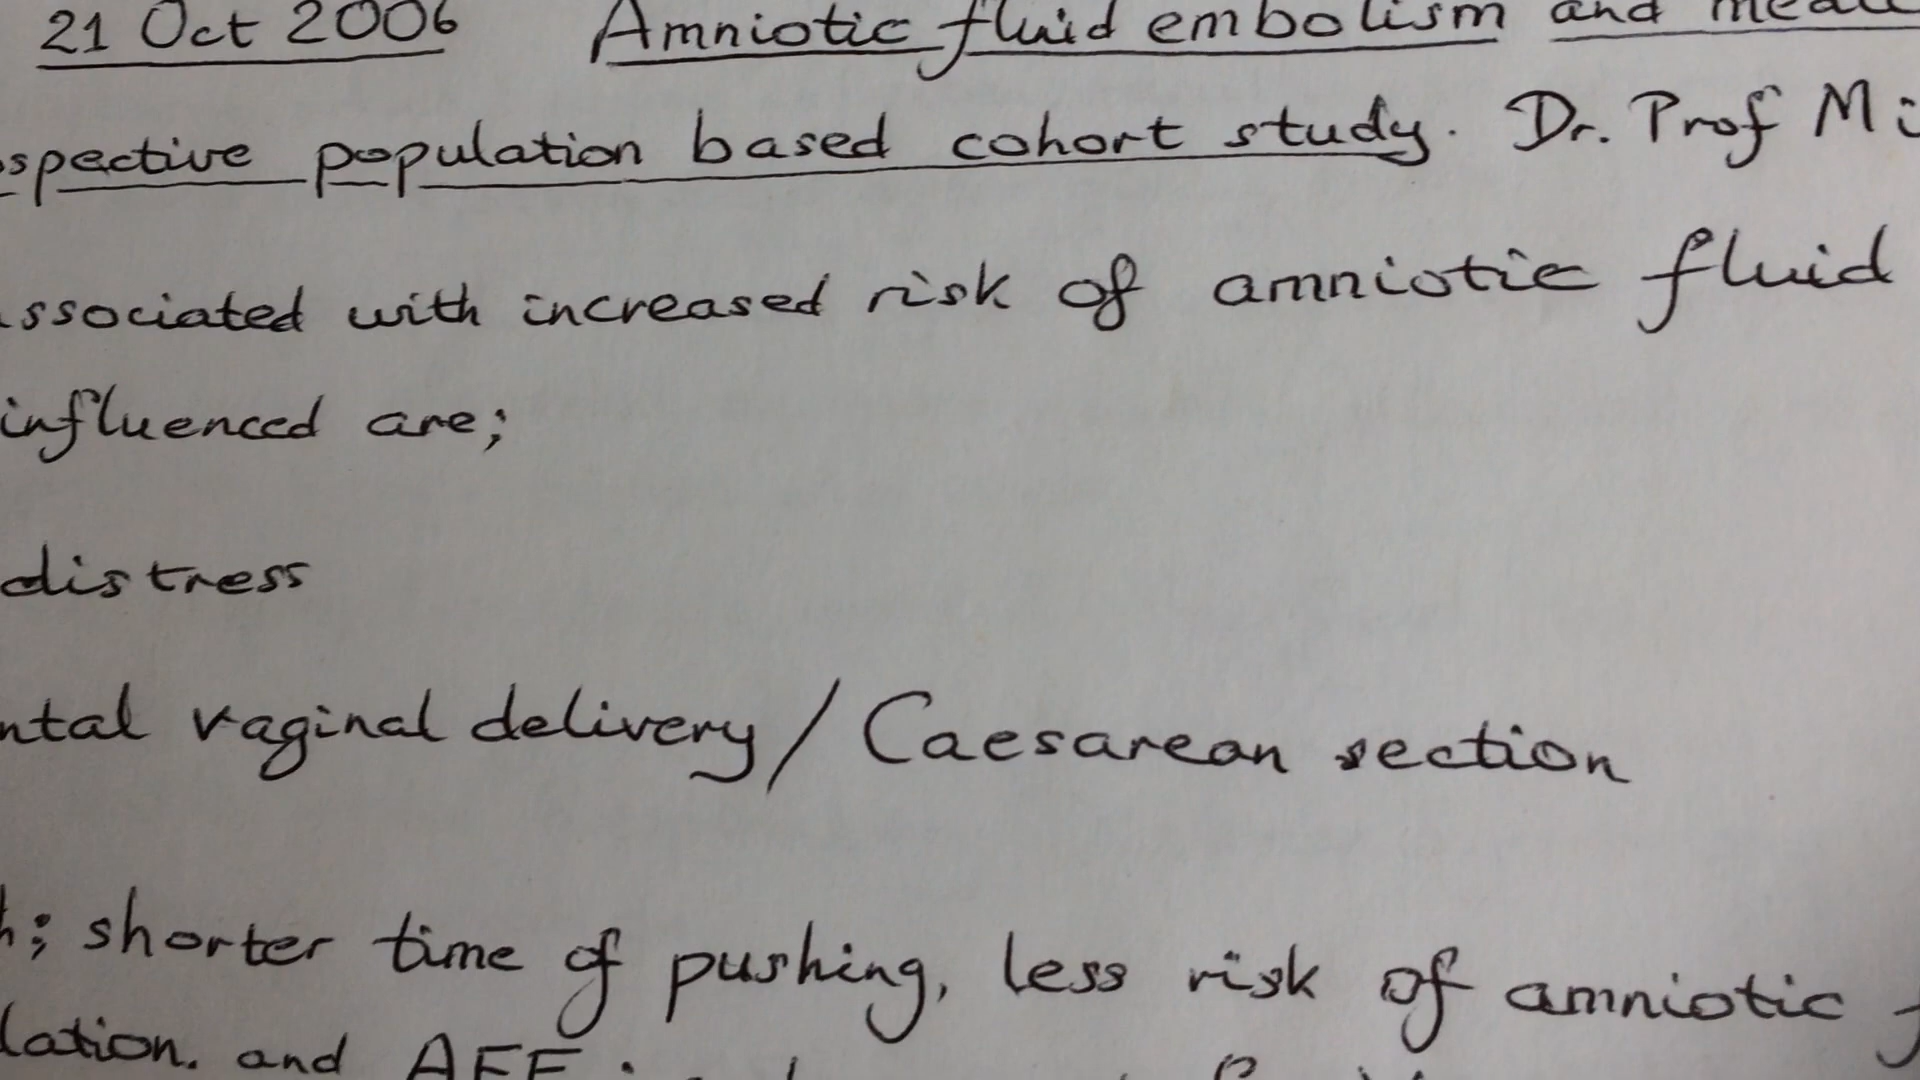 21 Oct 2006 Amniotic fluid embolism and
spective population based cohort study. Dr. Prof
ssociated with increased risk of amniotic fluid
influenced are;
distress
ntal vaginal delivery / Caesarean section
; shorter time of pushing, less risk of amniotic
lation. and AFE